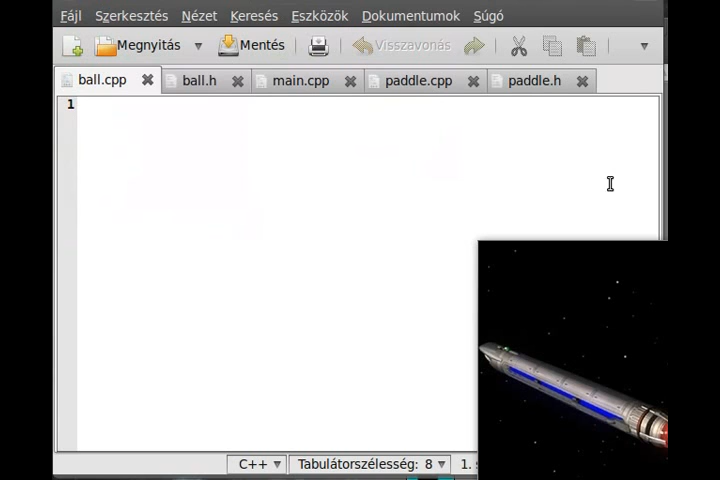 Fájl Szerkesztés Nézet Keresés Eszközök Dokumentumok Súgó
Megnyitás Mentés Visszavonás
ball.cpp ball.h main.cpp paddle.cpp paddle.h
1
C++ Tabulátorszélesség: 8 1.